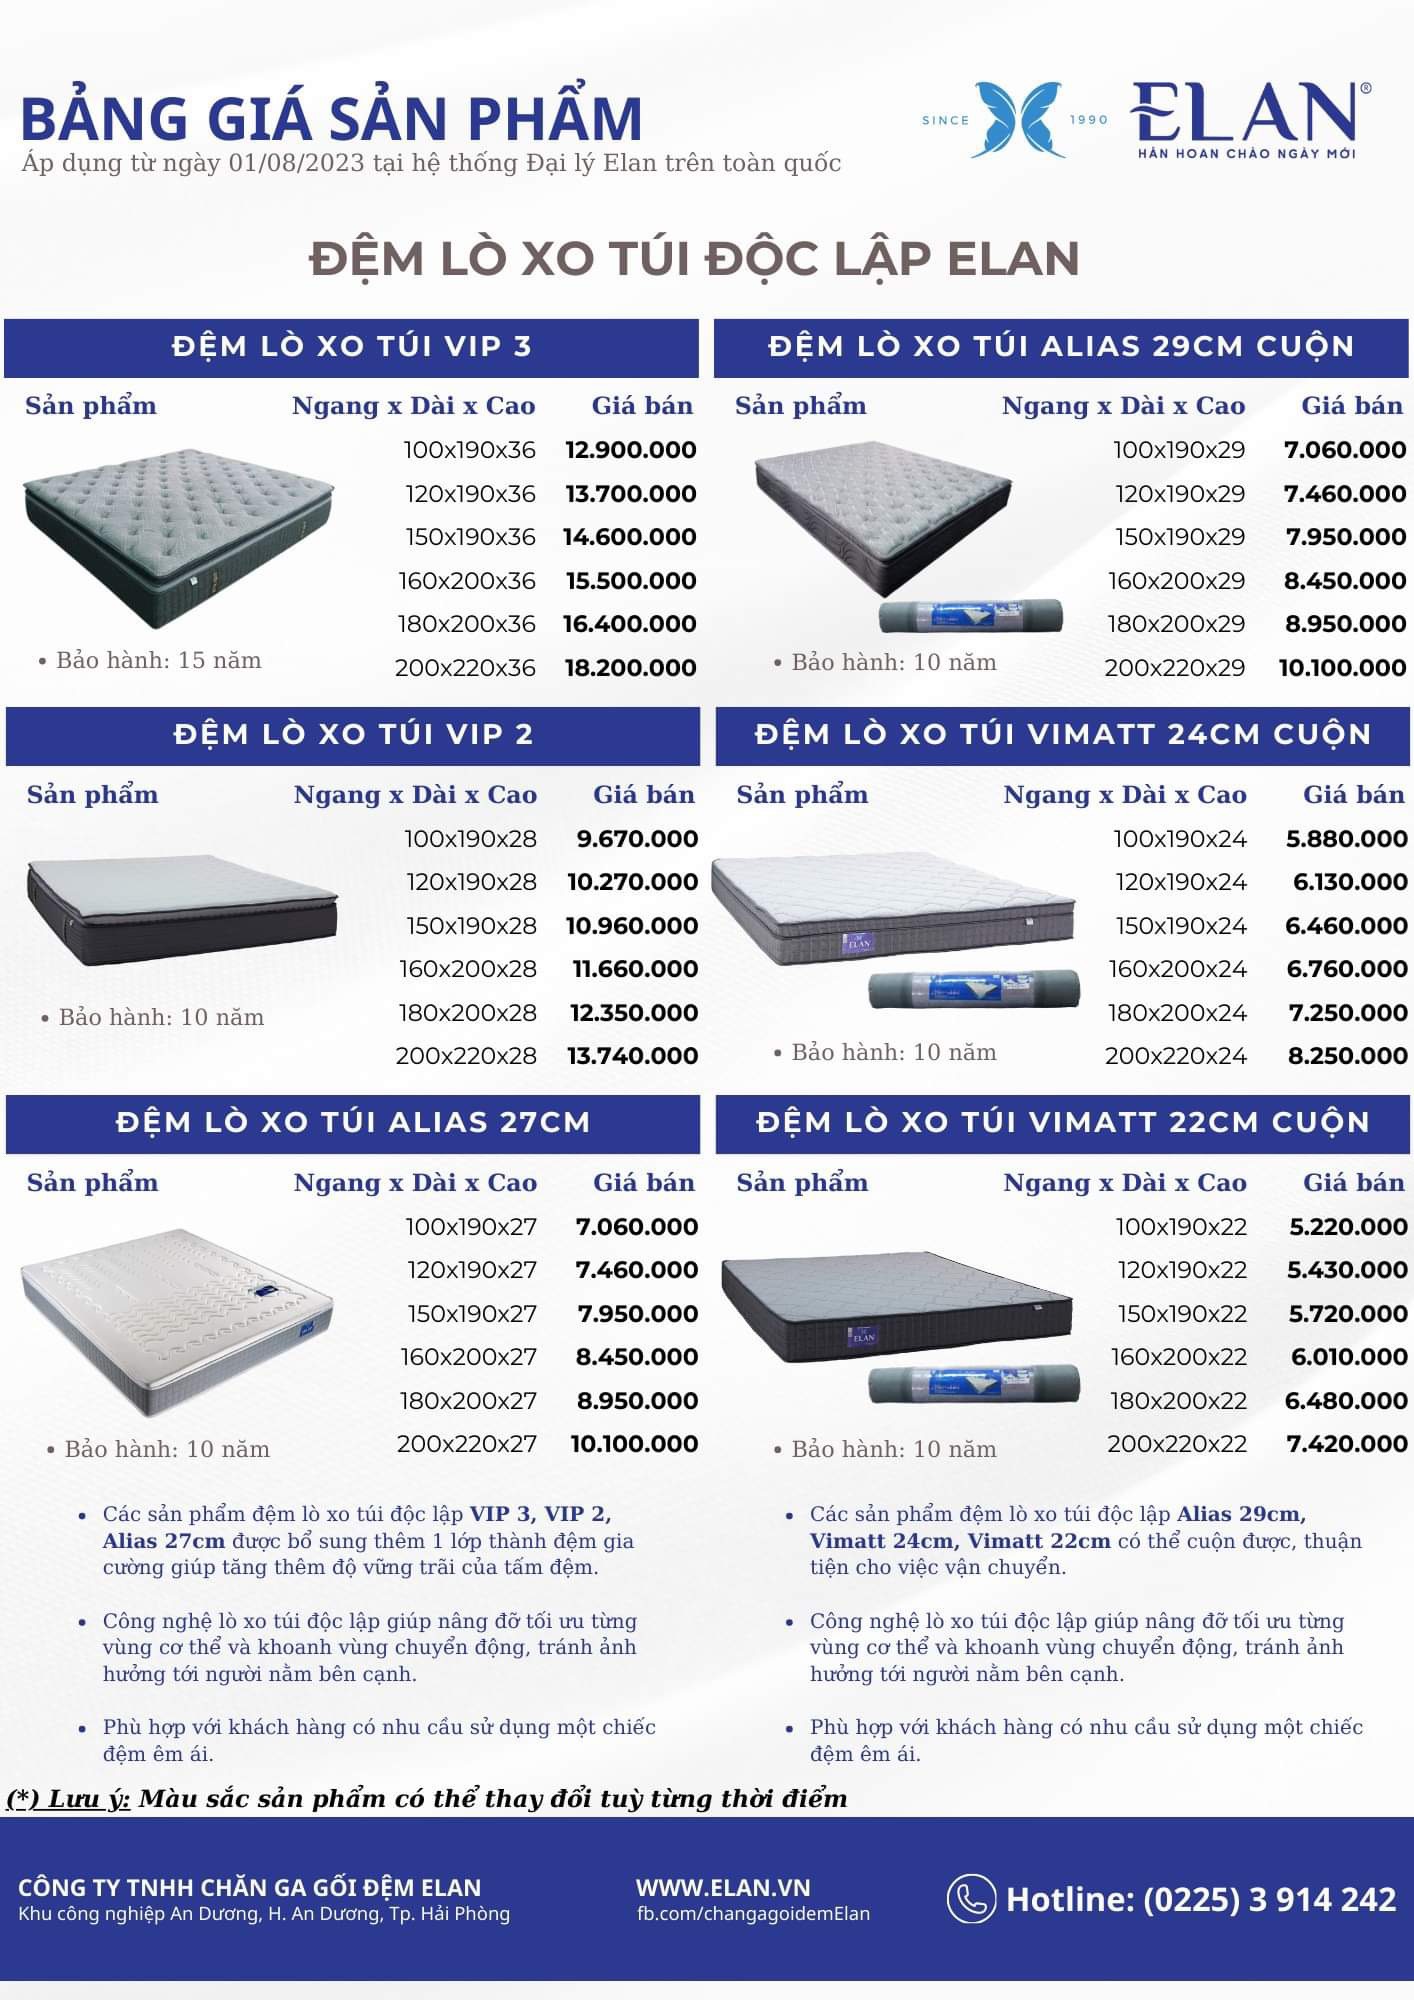 BẢNG GIÁ SẢN PHẨM
Áp dụng từ ngày 01/08/2023 tại hệ thống Đại lý Elan trên toàn quốc
SINCE 1990
ELAN®
HÂN HOAN CHÀO NGÀY MỚI
ĐỆM LÒ XO TÚI ĐỘC LẬP ELAN
ĐỆM LÒ XO TÚI VIP 3
Sản phẩm Ngang x Dài x Cao Giá bán
100x190x36 12.900.000
120x190x36 13.700.000
150x190x36 14.600.000
160x200x36 15.500.000
180x200x36 16.400.000
• Bảo hành: 15 năm
200x220x36 18.200.000
ĐỆM LÒ XO TÚI ALIAS 29CM CUỘN
Sản phẩm Ngang x Dài x Cao Giá bán
100x190x29 7.060.000
120x190x29 7.460.000
150x190x29 7.950.000
160x200x29 8.450.000
180x200x29 8.950.000
• Bảo hành: 10 năm
200x220x29 10.100.000
ĐỆM LÒ XO TÚI VIP 2
Sản phẩm Ngang x Dài x Cao Giá bán
100x190x28 9.670.000
120x190x28 10.270.000
150x190x28 10.960.000
160x200x28 11.660.000
180x200x28 12.350.000
• Bảo hành: 10 năm
200x220x28 13.740.000
ĐỆM LÒ XO TÚI VIMATT 24CM CUỘN
Sản phẩm Ngang x Dài x Cao Giá bán
100x190x24 5.880.000
120x190x24 6.130.000
150x190x24 6.460.000
ELAN
160x200x24 6.760.000
180x200x24 7.250.000
• Bảo hành: 10 năm
200x220x24 8.250.000
ĐỆM LÒ XO TÚI ALIAS 27CM
Sản phẩm Ngang x Dài x Cao Giá bán
100x190x27 7.060.000
120x190x27 7.460.000
150x190x27 7.950.000
160x200x27 8.450.000
180x200x27 8.950.000
• Bảo hành: 10 năm
200x220x27 10.100.000
ĐỆM LÒ XO TÚI VIMATT 22CM CUỘN
Sản phẩm Ngang x Dài x Cao Giá bán
100x190x22 5.220.000
120x190x22 5.430.000
150x190x22 5.720.000
ELAN
160x200x22 6.010.000
180x200x22 6.480.000
• Bảo hành: 10 năm
200x220x22 7.420.000
• Các sản phẩm đệm lò xo túi độc lập VIP 3, VIP 2,
Alias 27cm được bổ sung thêm 1 lớp thành đệm gia
cường giúp tăng thêm độ vững trãi của tấm đệm.
• Công nghệ lò xo túi độc lập giúp nâng đỡ tối ưu từng
vùng cơ thể và khoanh vùng chuyển động, tránh ảnh
hưởng tới người nằm bên cạnh.
• Phù hợp với khách hàng có nhu cầu sử dụng một chiếc
đệm êm ái.
• Các sản phẩm đệm lò xo túi độc lập Alias 29cm,
Vimatt 24cm, Vimatt 22cm có thể cuộn được, thuận
tiện cho việc vận chuyển.
• Công nghệ lò xo túi độc lập giúp nâng đỡ tối ưu từng
vùng cơ thể và khoanh vùng chuyển động, tránh ảnh
hưởng tới người nằm bên cạnh.
• Phù hợp với khách hàng có nhu cầu sử dụng một chiếc
đệm êm ái.
(*) Lưu ý: Màu sắc sản phẩm có thể thay đổi tuỳ từng thời điểm
CÔNG TY TNHH CHĂN GA GỐI ĐỆM ELAN
Khu công nghiệp An Dương, H. An Dương, Tp. Hải Phòng
WWW.ELAN.VN
fb.com/changagoidemElan
Hotline: (0225) 3 914 242